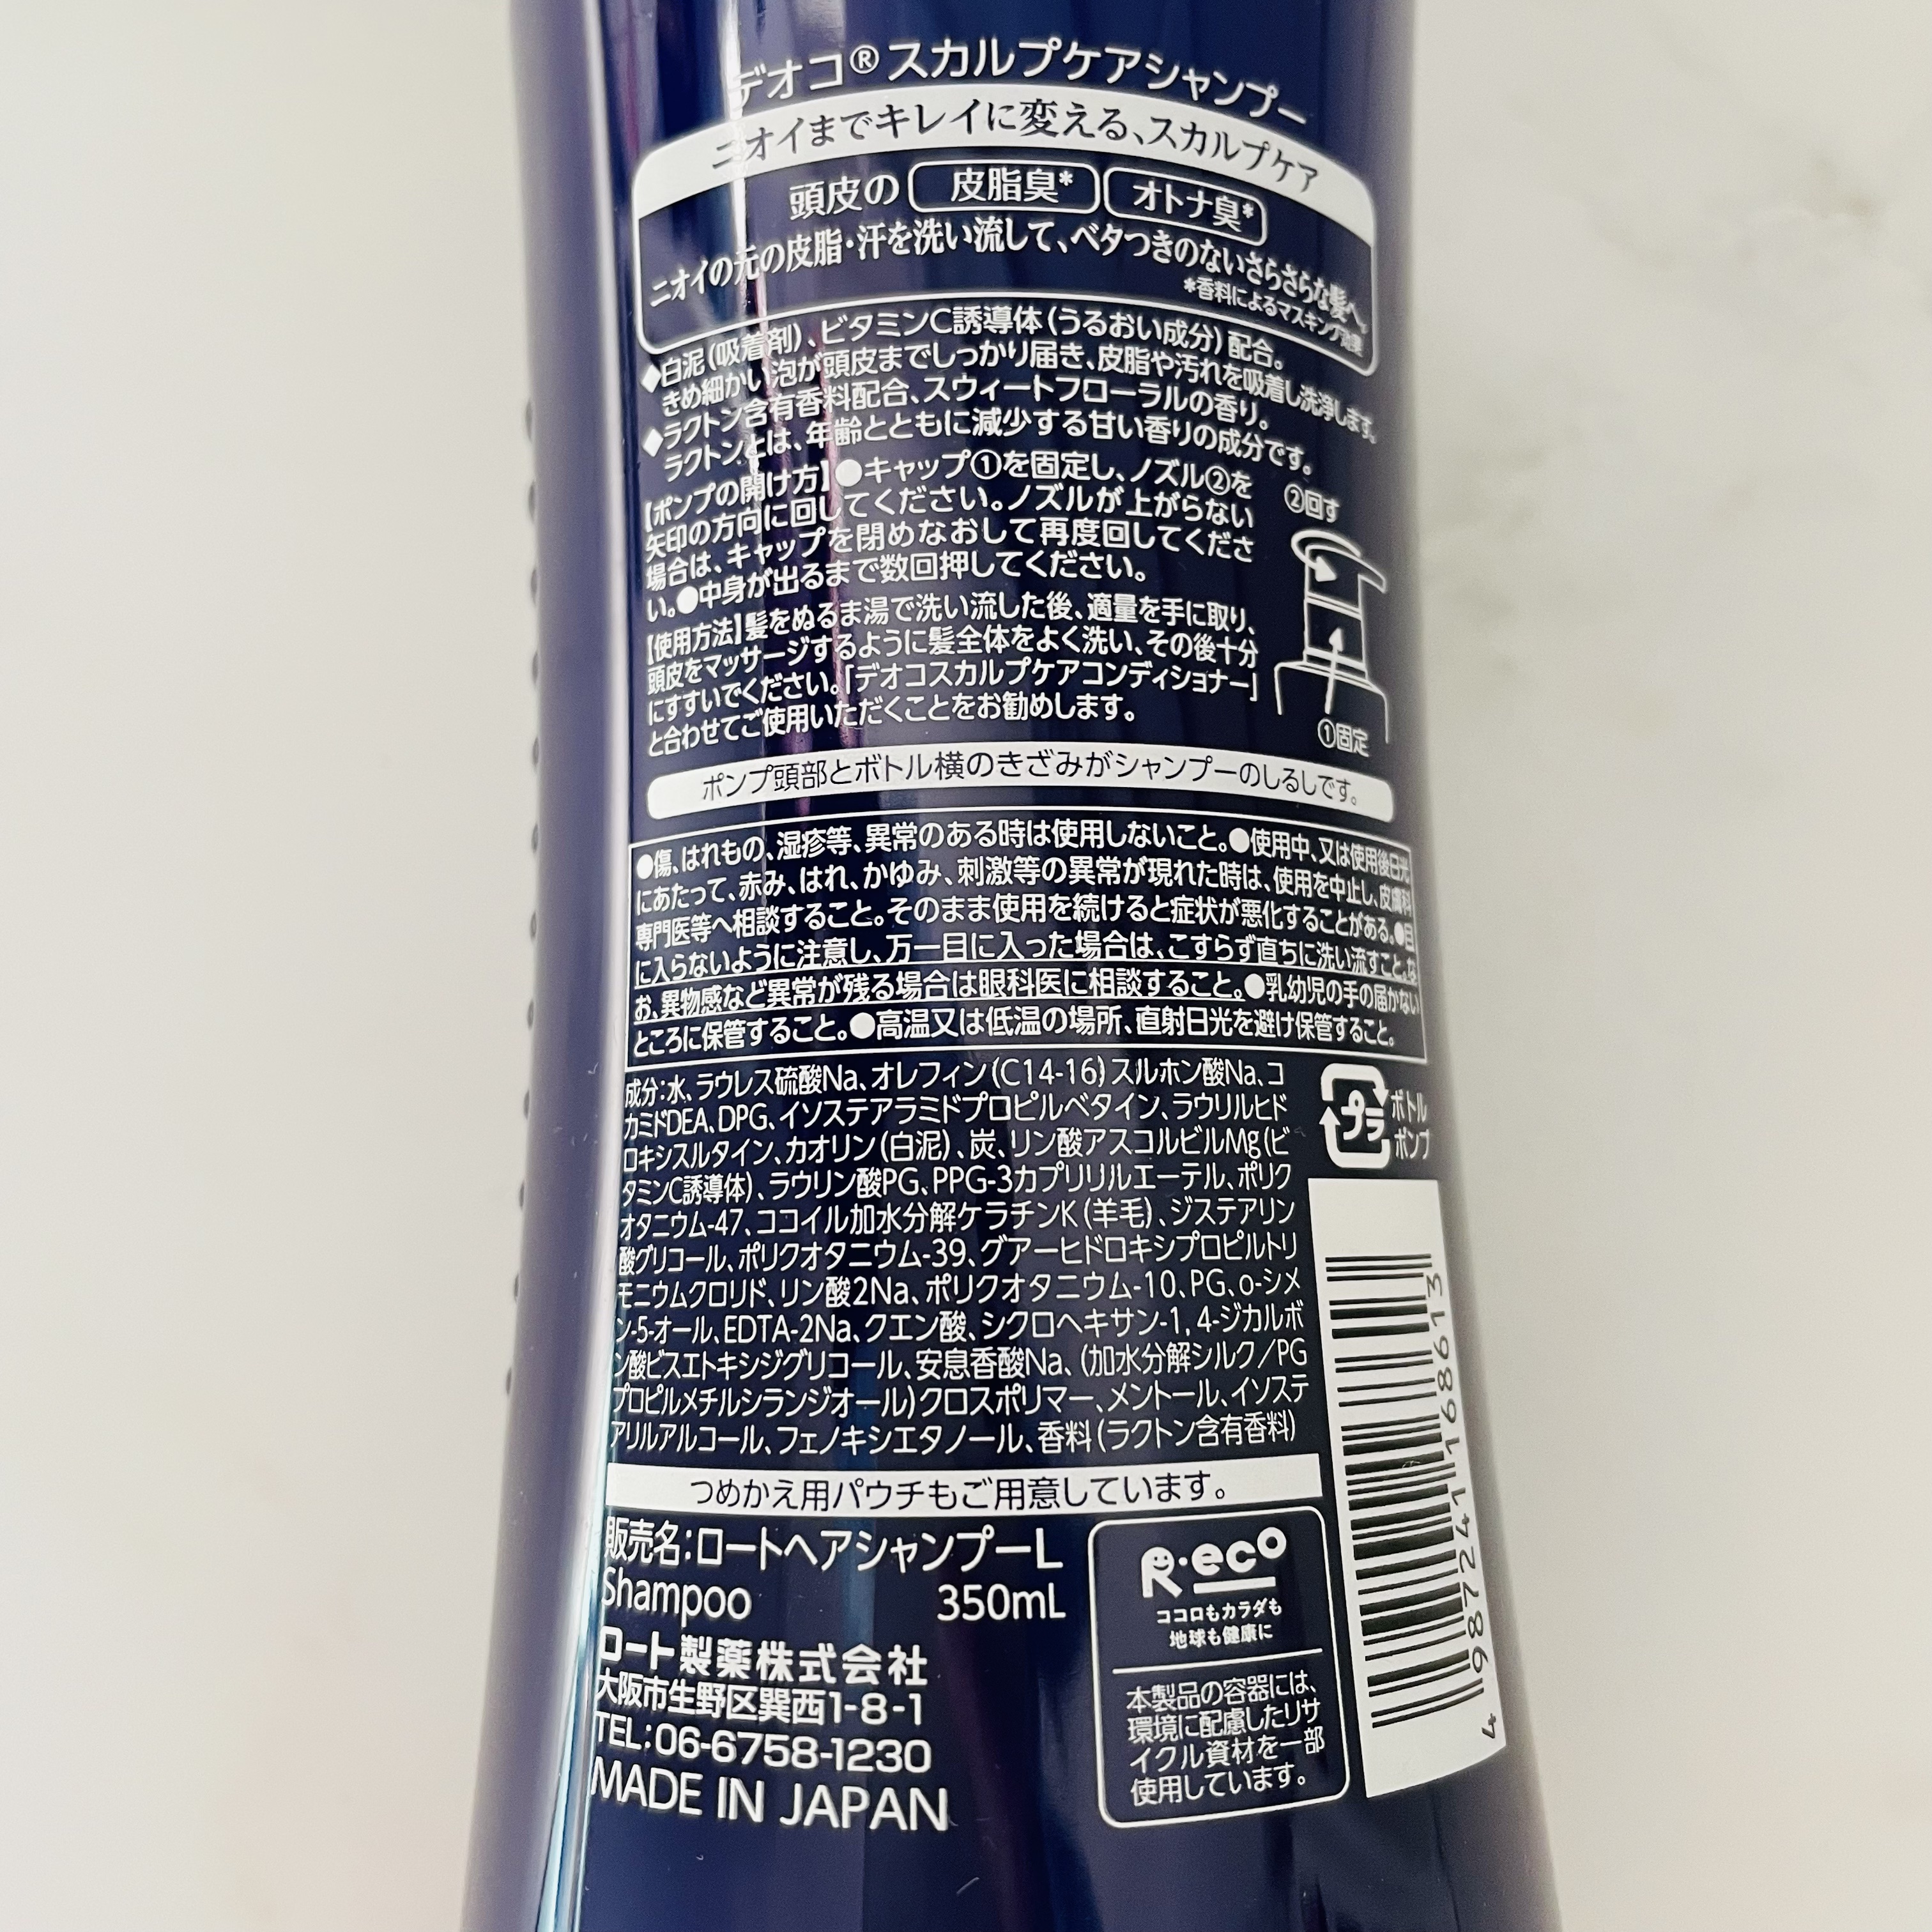 デオコ® スカルプケアシャンプー
ニオイまでキレイに変える、スカルプケア
頭皮の 皮脂臭* オトナ臭*
ニオイの元の皮脂・汗を洗い流して、ベタつきのないさらさらな髪へ。
*香料によるマスキング効果
◆白泥(吸着剤)、ビタミンC誘導体(うるおい成分)配合。
きめ細かい泡が頭皮までしっかり届き、皮脂や汚れを吸着し洗浄します。
◆ラクトン含有香料配合、スウィートフローラルの香り。
ラクトンとは、年齢とともに減少する甘い香りの成分です。
【ポンプの開け方】●キャップ①を固定し、ノズル②を
矢印の方向に回してください。ノズルが上がらない
場合は、キャップを閉めなおして再度回してくださ
い。●中身が出るまで数回押してください。
②回す
①固定
【使用方法】髪をぬるま湯で洗い流した後、適量を手に取り、
頭皮をマッサージするように髪全体をよく洗い、その後十分
にすすいでください。「デオコスカルプケアコンディショナー」
と合わせてご使用いただくことをお勧めします。
ポンプ頭部とボトル横のきざみがシャンプーのしるしです。
●傷、はれもの、湿疹等、異常のある時は使用しないこと。●使用中、又は使用後日光
にあたって、赤み、はれ、かゆみ、刺激等の異常が現れた時は、使用を中止し、皮膚科
専門医等へ相談すること。そのまま使用を続けると症状が悪化することがある。●目
に入らないように注意し、万一目に入った場合は、こすらず直ちに洗い流すこと。な
お、異物感など異常が残る場合は眼科医に相談すること。●乳幼児の手の届かない
ところに保管すること。●高温又は低温の場所、直射日光を避け保管すること。
成分:水、ラウレス硫酸Na、オレフィン(C14-16)スルホン酸Na、コ
カミドDEA、DPG、イソステアラミドプロピルベタイン、ラウリルヒド
ロキシスルタイン、カオリン(白泥)、炭、リン酸アスコルビルMg(ビ
タミンC誘導体)、ラウリン酸PG、PPG-3カプリリルエーテル、ポリク
オタニウム-47、ココイル加水分解ケラチンK(羊毛)、ジステアリン
酸グリコール、ポリクオタニウム-39、グアーヒドロキシプロピルトリ
モニウムクロリド、リン酸2Na、ポリクオタニウム-10、PG、o-シメ
ン-5-オール、EDTA-2Na、クエン酸、シクロヘキサン-1,4-ジカルボ
ン酸ビスエトキシジグリコール、安息香酸Na、(加水分解シルク/PG
プロピルメチルシランジオール)クロスポリマー、メントール、イソステ
アリルアルコール、フェノキシエタノール、香料(ラクトン含有香料)
プラ
ボトル
ポンプ
つめかえ用パウチもご用意しています。
販売名:ロートヘアシャンプーL
Shampoo 350mL
ロート製薬株式会社
大阪市生野区巽西1-8-1
TEL:06-6758-1230
MADE IN JAPAN
R・eco
ココロもカラダも
地球も健康に
本製品の容器には、
環境に配慮したリサ
イクル資材を一部
使用しています。
4 987241 698613